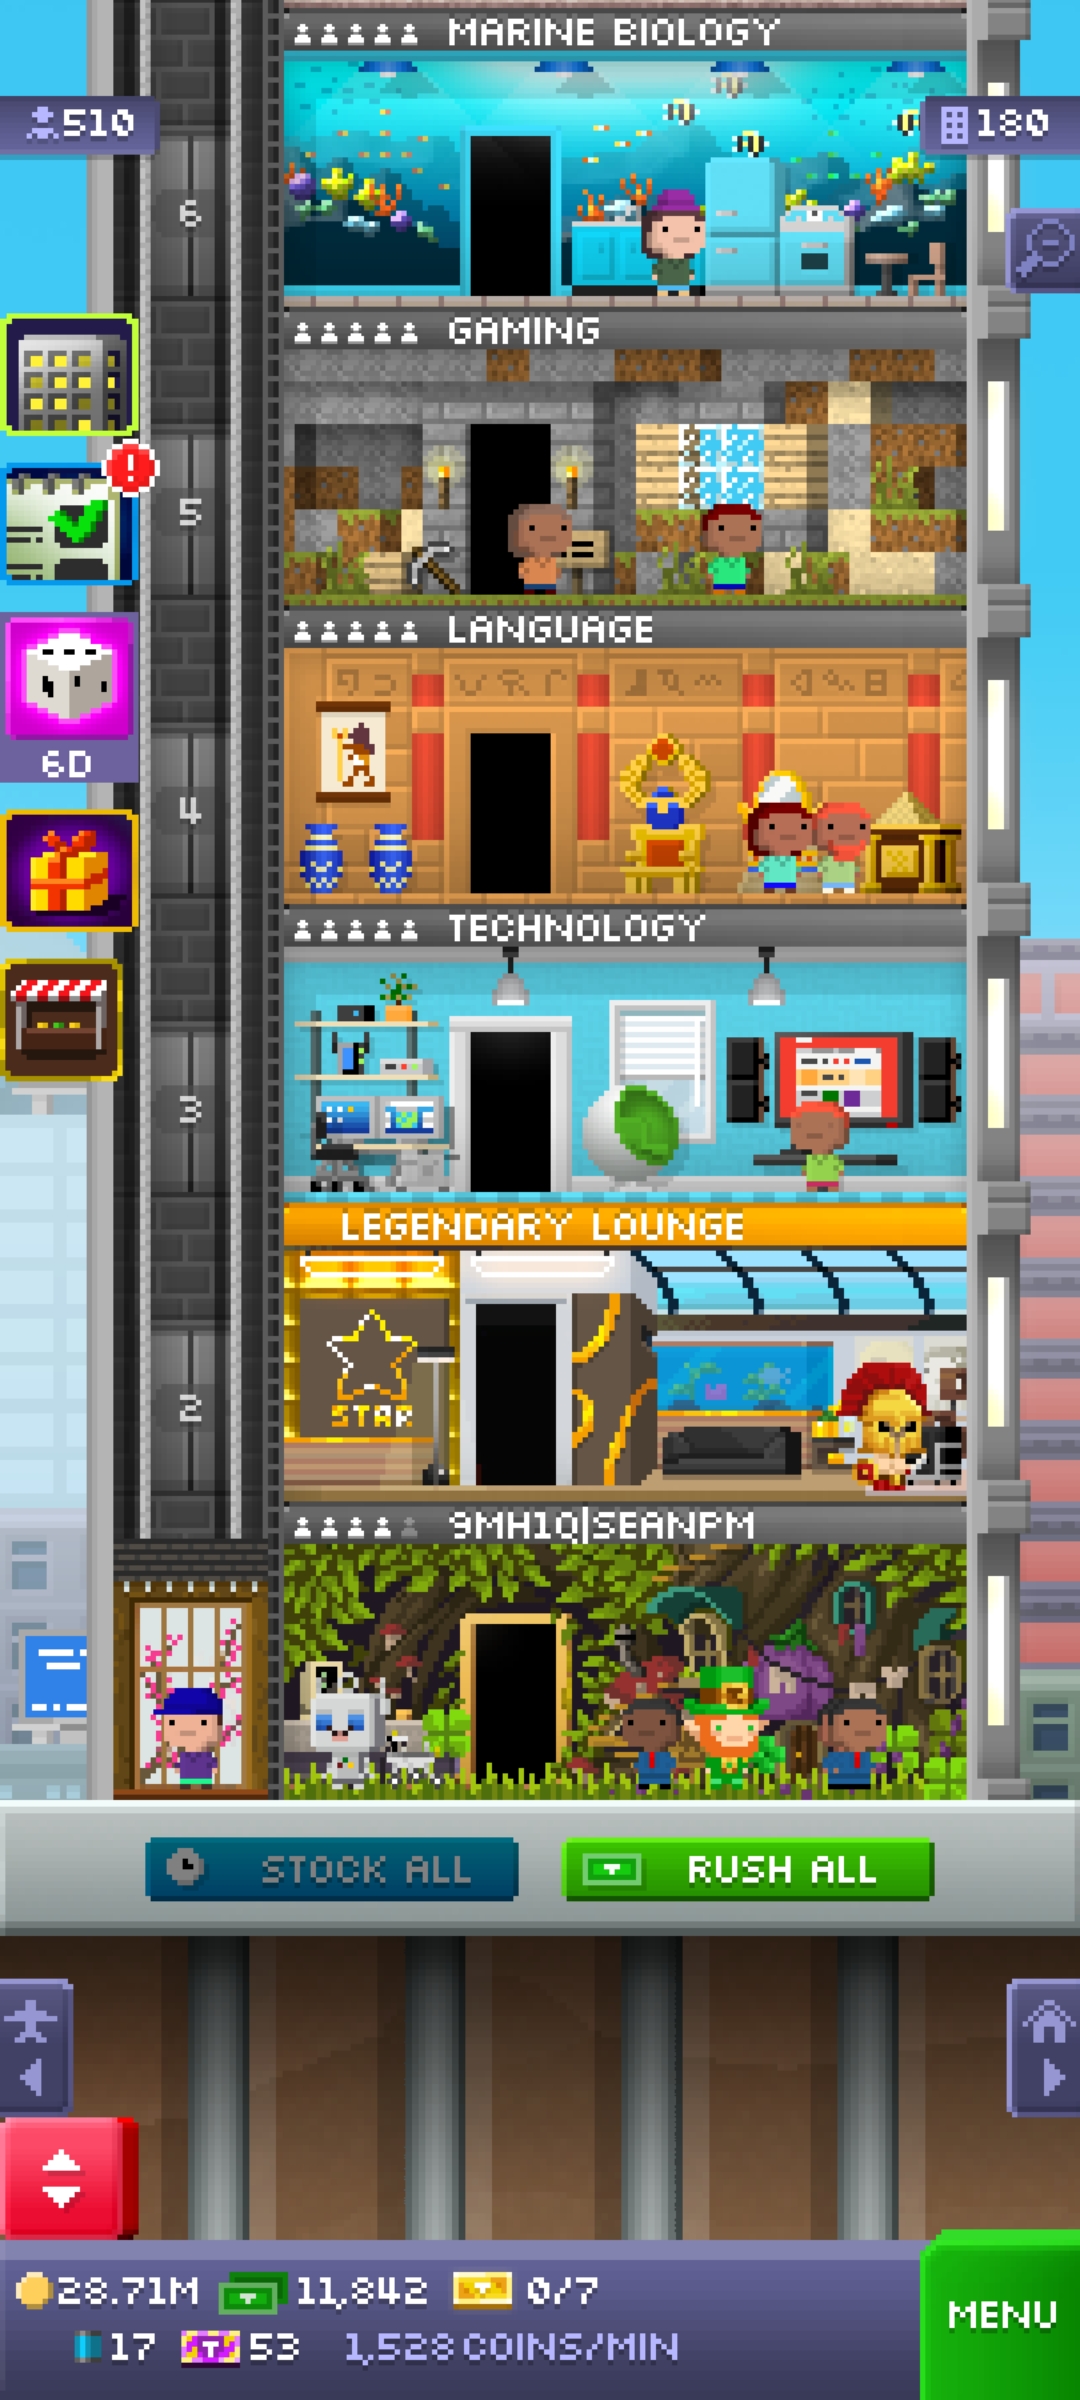 MARINE BIOLOGY
510
180
6
GAMING
5
LANGUAGE
6D
4
TECHNOLOGY
3
LEGENDARY LOUNGE
STAR
2
9MH1Q|SEANPM
STOCK ALL
RUSH ALL
28.71M
11,842
0/7
17
53
1,528 COINS/MIN
MENU